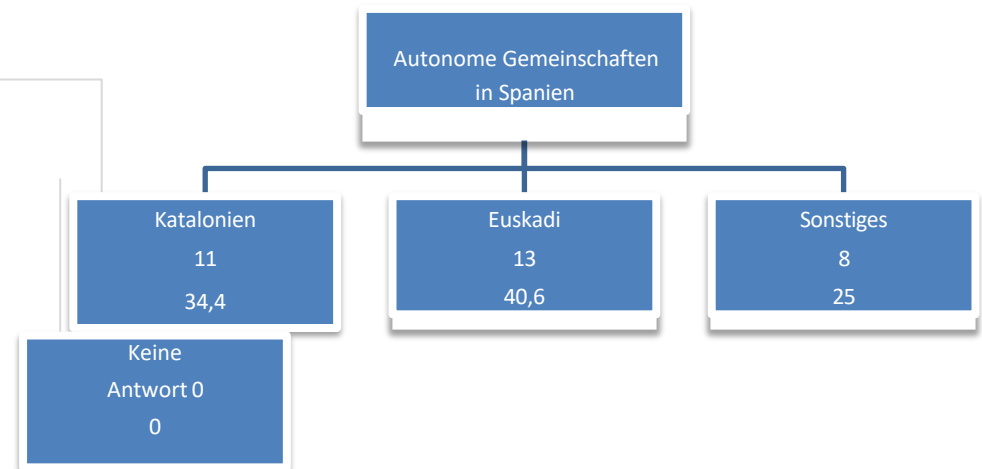 Autonome Gemeinschaften
in Spanien
Katalonien
11
34,4
Euskadi
13
40,6
Sonstiges
8
25
Keine
Antwort 0
0